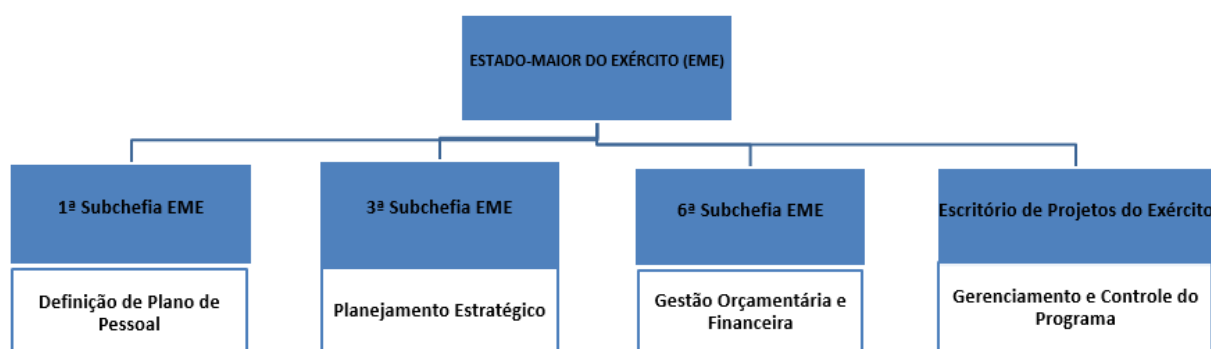 ESTADO-MAIOR DO EXÉRCITO (EME)
1ª Subchefia EME
3ª Subchefia EME
6ª Subchefia EME
Escritório de Projetos do Exército
Definição de Plano de
Pessoal
Planejamento Estratégico
Gestão Orçamentária e
Financeira
Gerenciamento e Controle do
Programa